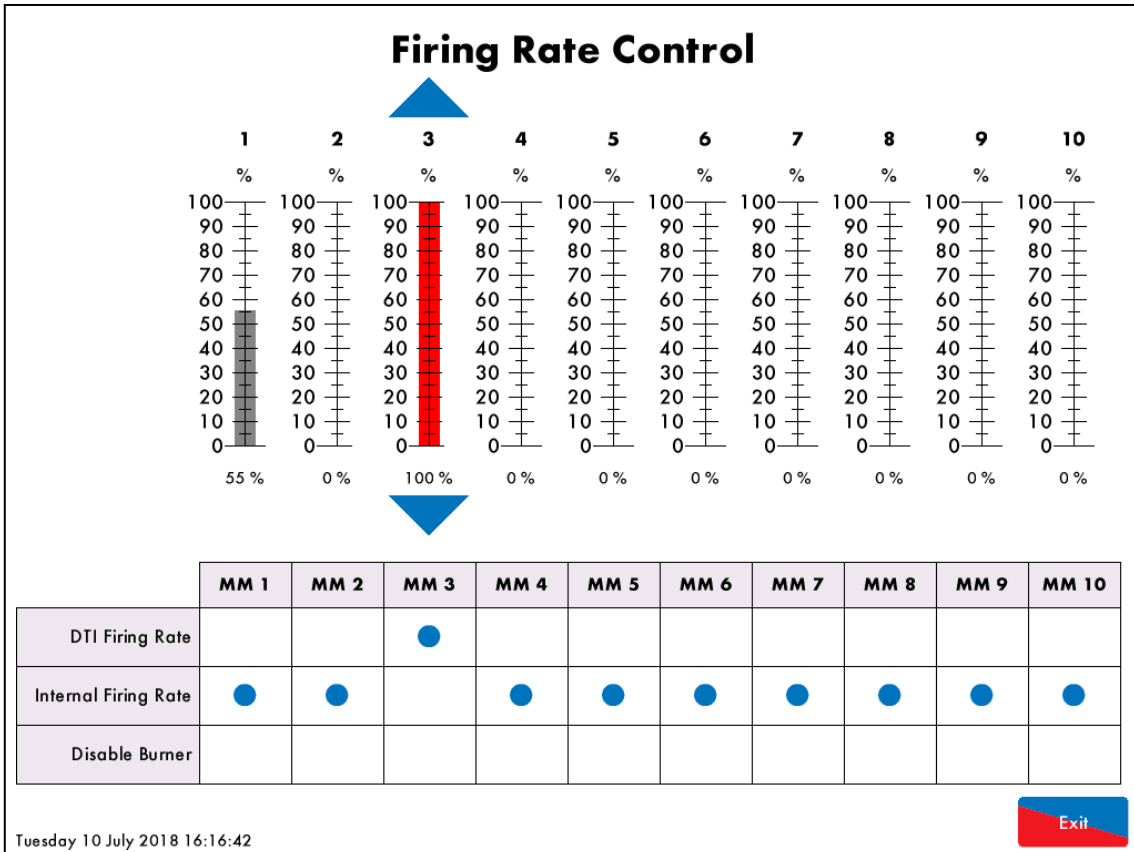 Firing Rate Control
1 2 3 4 5 6 7 8 9 10
% % % % % % % % % %
100 100 100 100 100 100 100 100 100 100
90 90 90 90 90 90 90 90 90 90
80 80 80 80 80 80 80 80 80 80
70 70 70 70 70 70 70 70 70 70
60 60 60 60 60 60 60 60 60 60
50 50 50 50 50 50 50 50 50 50
40 40 40 40 40 40 40 40 40 40
30 30 30 30 30 30 30 30 30 30
20 20 20 20 20 20 20 20 20 20
10 10 10 10 10 10 10 10 10 10
0 0 0 0 0 0 0 0 0 0
55 % 0 % 100 % 0 % 0 % 0 % 0 % 0 % 0 % 0 %
MM 1 MM 2 MM 3 MM 4 MM 5 MM 6 MM 7 MM 8 MM 9 MM 10
DTI Firing Rate
Internal Firing Rate
Disable Burner
Exit
Tuesday 10 July 2018 16:16:42